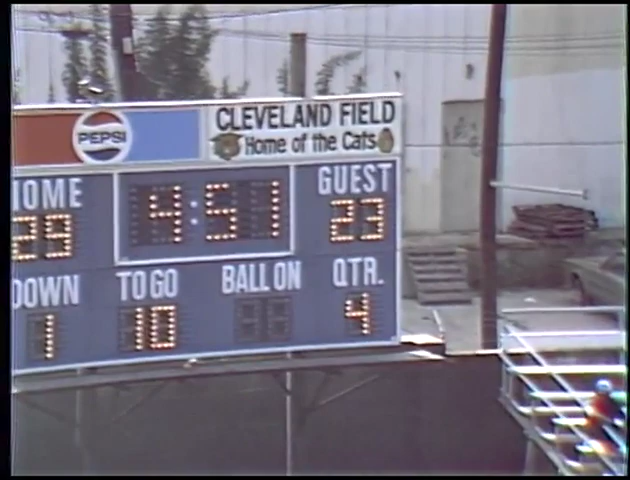 CLEVELAND FIELD
PEPSI
Home of the Cats
HOME 4:51 GUEST
29 23
DOWN TO GO BALL ON QTR.
1 10 4